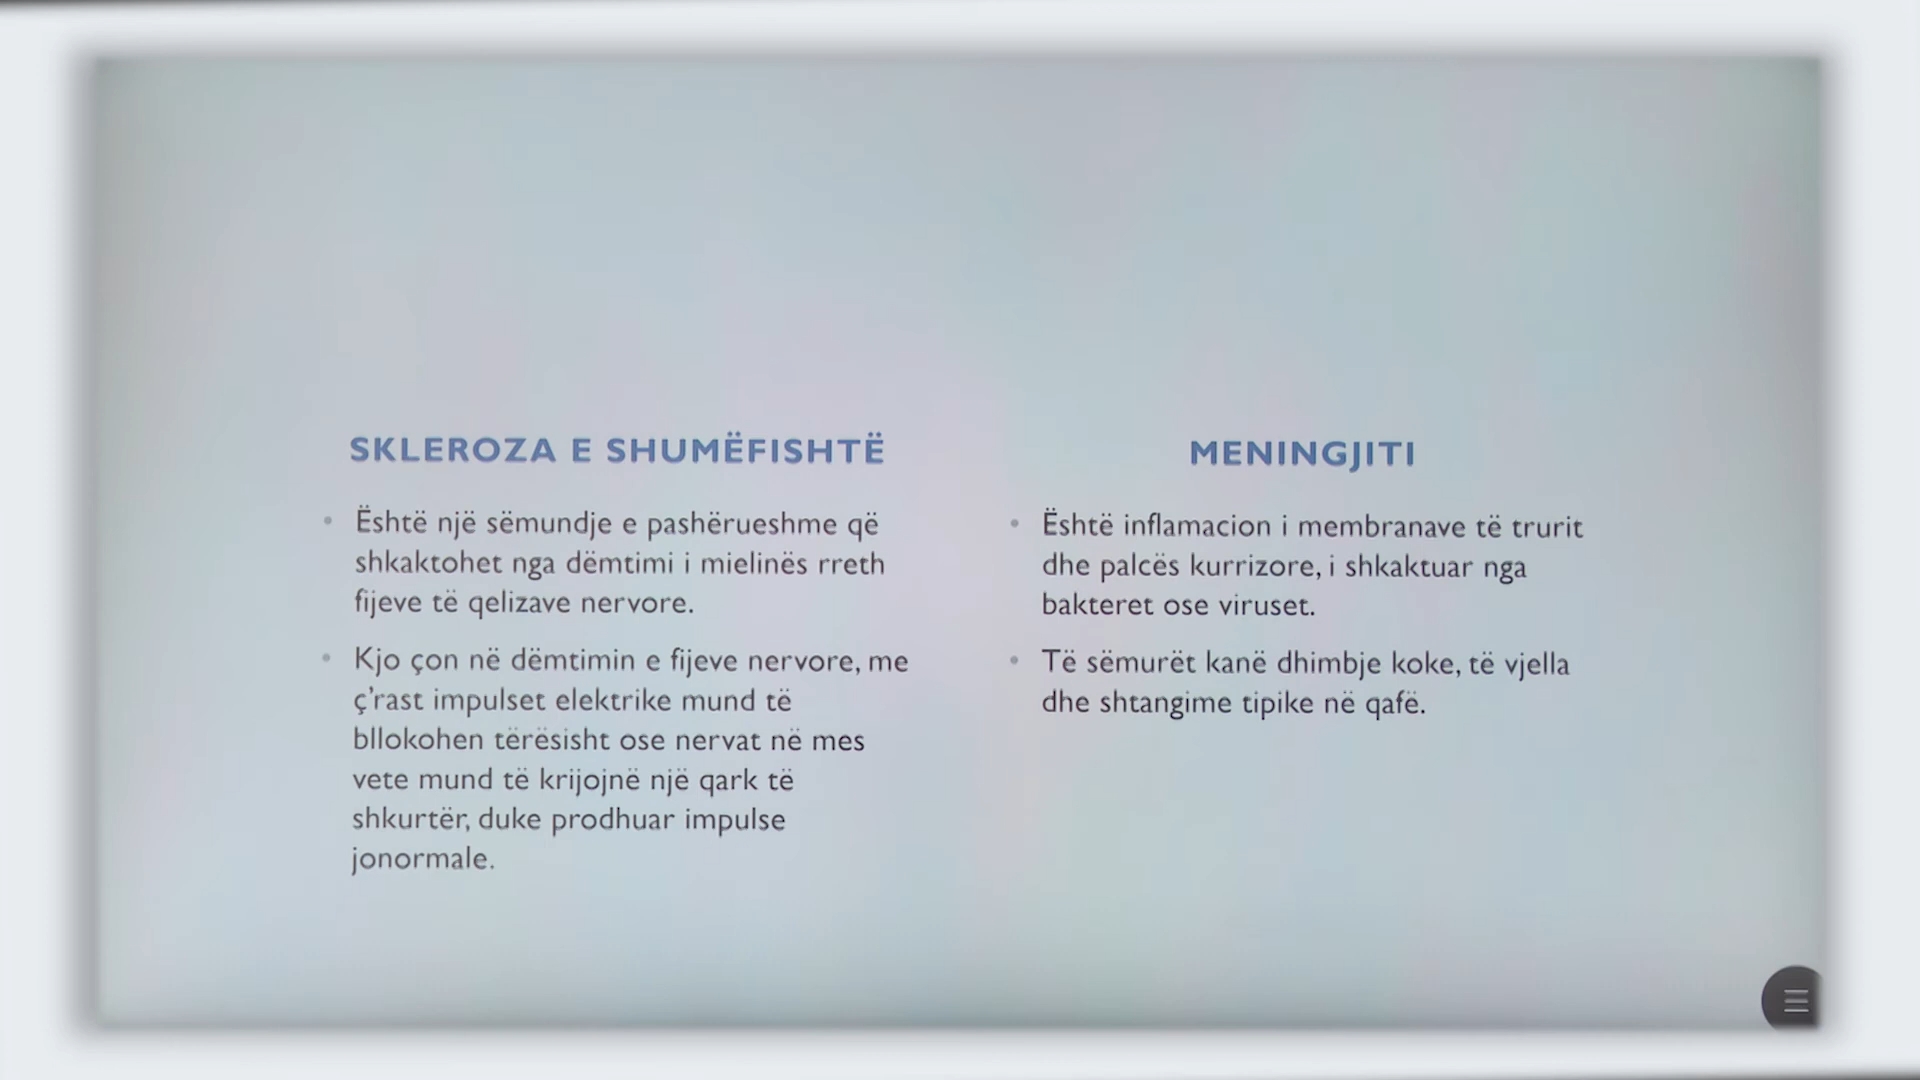 SKLEROZA E SHUMËFISHTË
• Është një sëmundje e pashërueshme që
shkaktohet nga dëmtimi i mielinës rreth
fijeve të qelizave nervore.
• Kjo çon në dëmtimin e fijeve nervore, me
ç’rast impulset elektrike mund të
bllokohen tërësisht ose nervat në mes
vete mund të krijojnë një qark të
shkurtër, duke prodhuar impulse
jonormale.
MENINGJITI
• Është inflamacion i membranave të trurit
dhe palcës kurrizore, i shkaktuar nga
bakteret ose viruset.
• Të sëmurët kanë dhimbje koke, të vjella
dhe shtangime tipike në qafë.